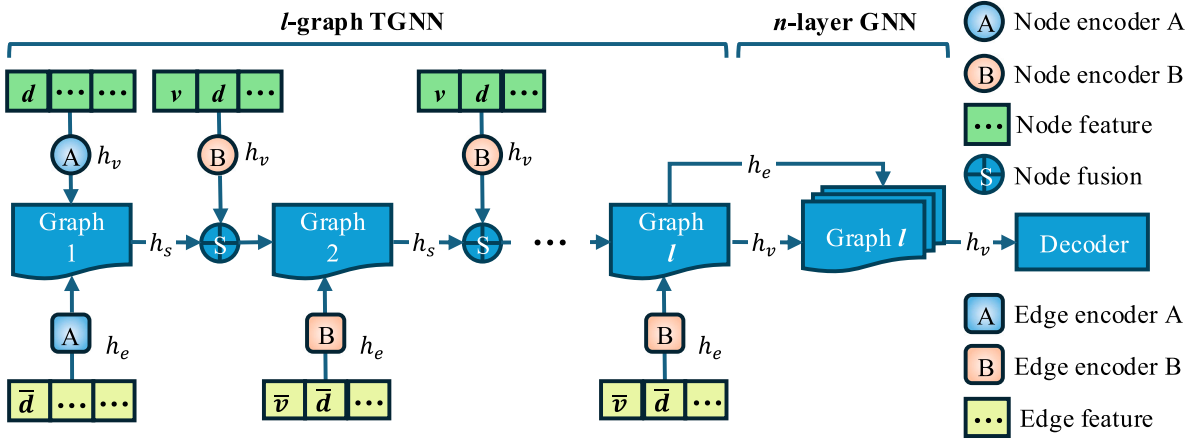 l-graph TGNN
n-layer GNN
A Node encoder A
B Node encoder B
... Node feature
S Node fusion
d ... ...
v d ...
v d ...
A h_v
B h_v
B h_v
h_e
Graph 1
h_s
S
Graph 2
h_s
S
...
Graph l
h_v
Graph l
h_v
Decoder
A h_e
B h_e
B h_e
d̅ ... ...
v̅ d̅ ...
v̅ d̅ ...
A Edge encoder A
B Edge encoder B
... Edge feature